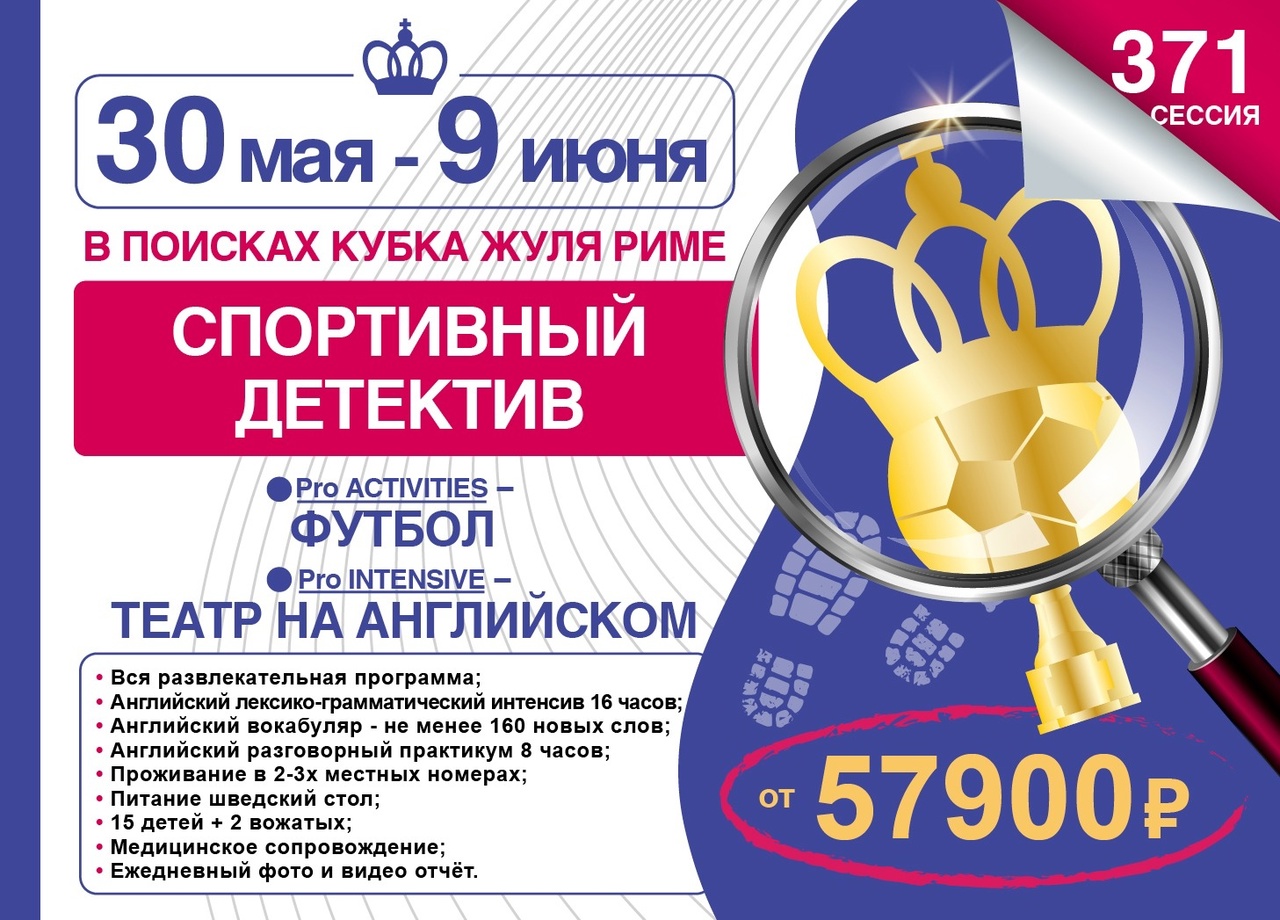 371
СЕССИЯ
30 мая - 9 июня
В ПОИСКАХ КУБКА ЖУЛЯ РИМЕ
СПОРТИВНЫЙ
ДЕТЕКТИВ
Pro ACTIVITIES –
ФУТБОЛ
Pro INTENSIVE –
ТЕАТР НА АНГЛИЙСКОМ
• Вся развлекательная программа;
• Английский лексико-грамматический интенсив 16 часов;
• Английский вокабуляр - не менее 160 новых слов;
• Английский разговорный практикум 8 часов;
• Проживание в 2-3х местных номерах;
• Питание шведский стол;
• 15 детей + 2 вожатых;
• Медицинское сопровождение;
• Ежедневный фото и видео отчёт.
от 57900₽